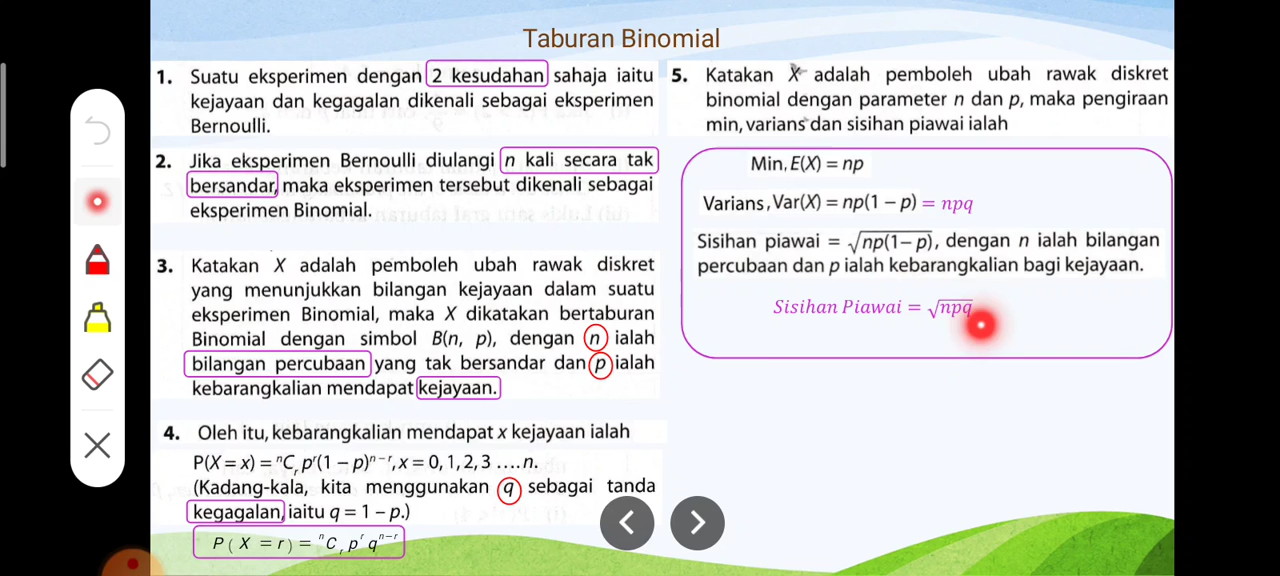 Taburan Binomial
1. Suatu eksperimen dengan 2 kesudahan sahaja iaitu
kejayaan dan kegagalan dikenali sebagai eksperimen
Bernoulli.
2. Jika eksperimen Bernoulli diulangi n kali secara tak
bersandar, maka eksperimen tersebut dikenali sebagai
eksperimen Binomial.
3. Katakan X adalah pemboleh ubah rawak diskret
yang menunjukkan bilangan kejayaan dalam suatu
eksperimen Binomial, maka X dikatakan bertaburan
Binomial dengan simbol B(n, p), dengan n ialah
bilangan percubaan yang tak bersandar dan p ialah
kebarangkalian mendapat kejayaan.
4. Oleh itu, kebarangkalian mendapat x kejayaan ialah
P(X = x) = ⁿCᵣ pʳ(1 − p)ⁿ⁻ʳ, x = 0, 1, 2, 3 ....n.
(Kadang-kala, kita menggunakan q sebagai tanda
kegagalan, iaitu q = 1 − p.)
P ( X = r ) = ⁿCᵣ pʳ qⁿ⁻ʳ
5. Katakan X adalah pemboleh ubah rawak diskret
binomial dengan parameter n dan p, maka pengiraan
min, varians dan sisihan piawai ialah
Min, E(X) = np
Varians, Var(X) = np(1 − p) = npq
Sisihan piawai = √np(1 − p), dengan n ialah bilangan
percubaan dan p ialah kebarangkalian bagi kejayaan.
Sisihan Piawai = √npq